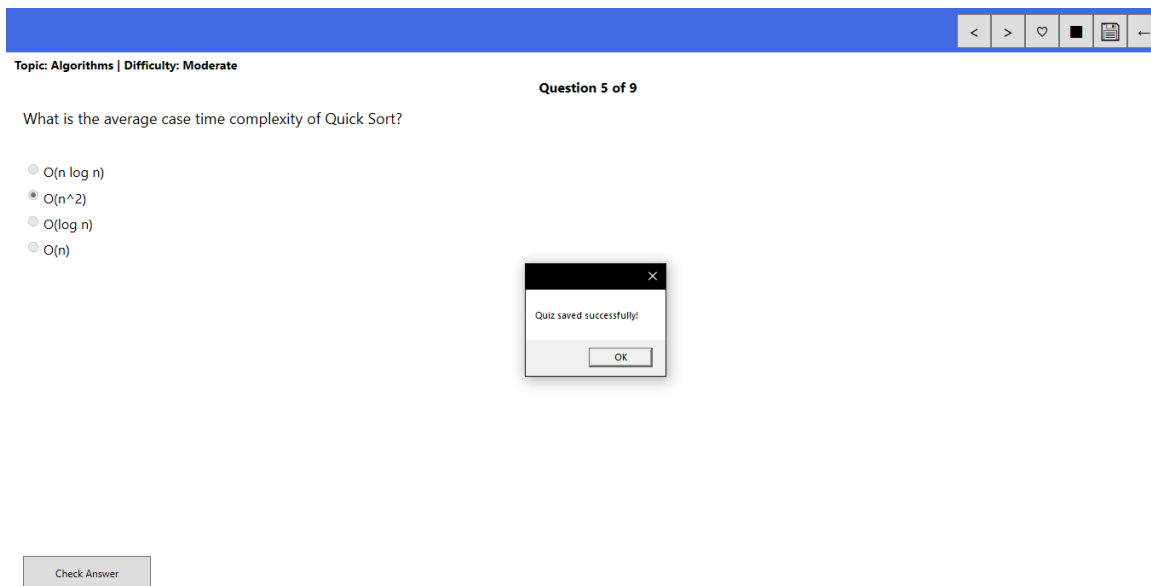 < > ♡ ■ ←
Topic: Algorithms | Difficulty: Moderate
Question 5 of 9
What is the average case time complexity of Quick Sort?
O(n log n)
O(n^2)
O(log n)
O(n)
Quiz saved successfully!
OK
Check Answer